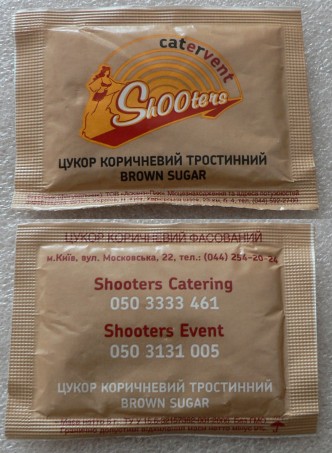 catervent
Shooters
ЦУКОР КОРИЧНЕВИЙ ТРОСТИННИЙ
BROWN SUGAR
ЦУКОР КОРИЧНЕВИЙ ФАСОВАНИЙ
м.Київ, вул. Московська, 22, тел.: (044) 254-20-24
Shooters Catering
050 3333 461
Shooters Event
050 3131 005
ЦУКОР КОРИЧНЕВИЙ ТРОСТИННИЙ
BROWN SUGAR